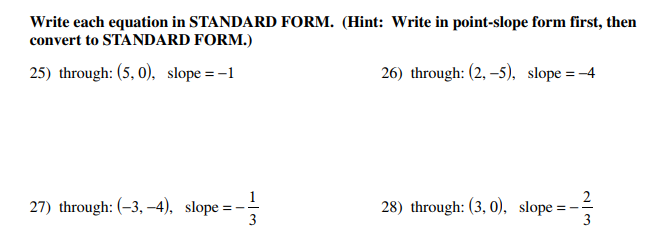 Write each equation in STANDARD FORM. (Hint: Write in point-slope form first, then
convert to STANDARD FORM.)
25) through: (5, 0), slope = −1
26) through: (2, −5), slope = −4
27) through: (−3, −4), slope = −1/3
28) through: (3, 0), slope = −2/3